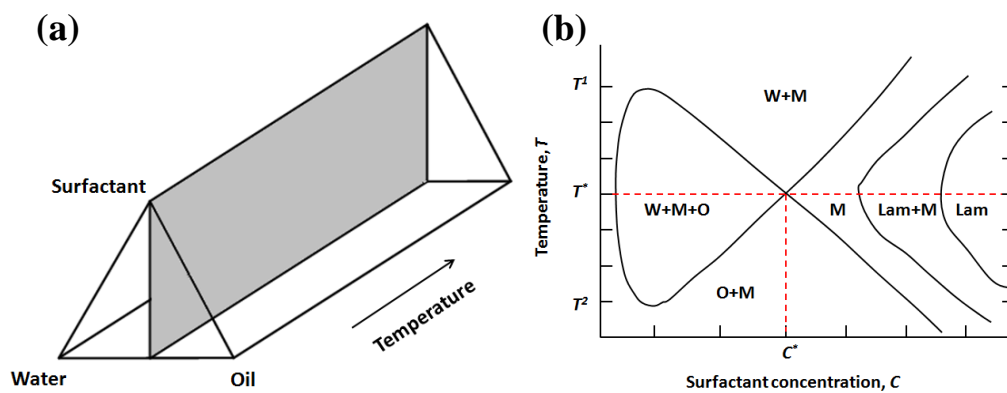 (a)
Surfactant
Temperature
Water
Oil
(b)
T¹
W+M
Temperature, T
T*
W+M+O
M
Lam+M
Lam
O+M
T²
C*
Surfactant concentration, C